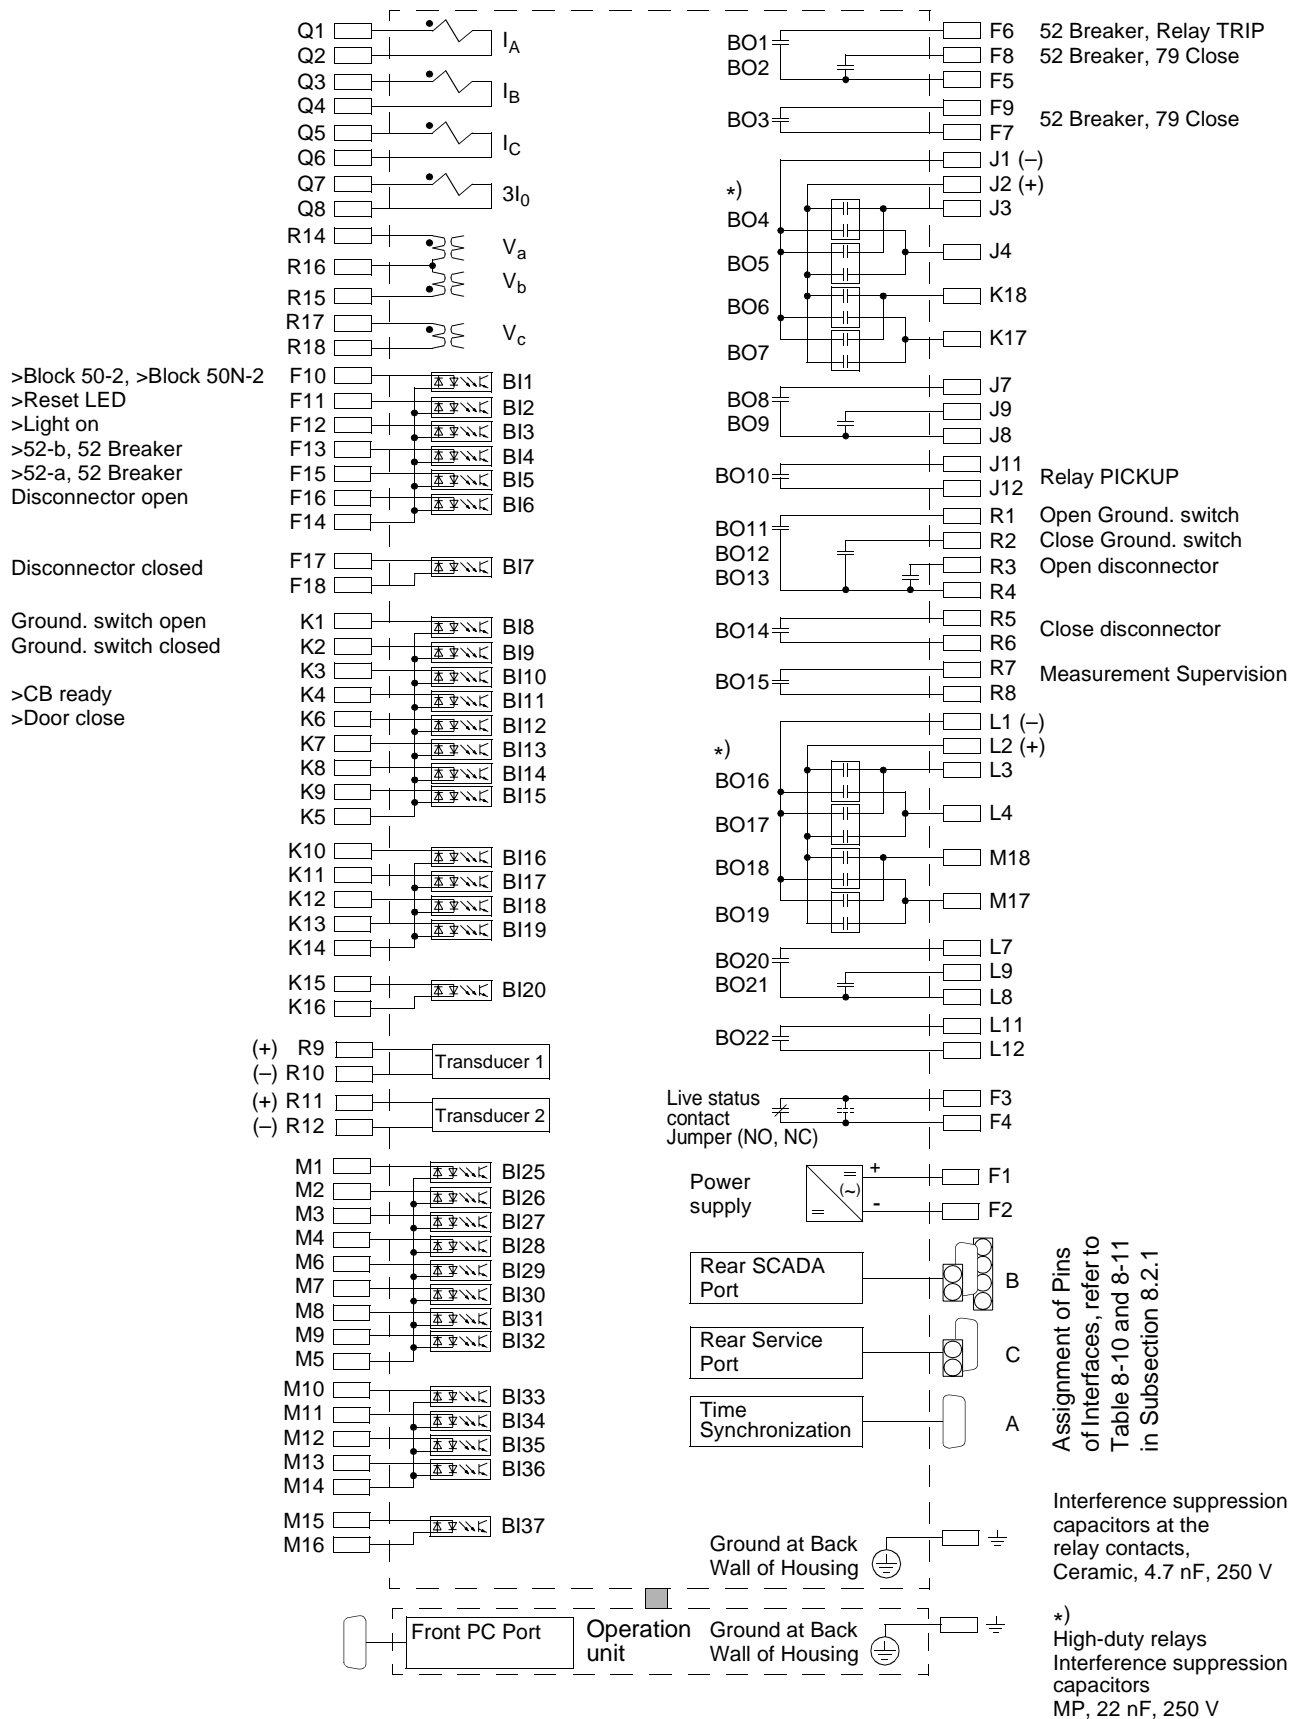 Q1
Q2
I_A
Q3
Q4
I_B
Q5
Q6
I_C
Q7
Q8
3I_0
R14
V_a
R16
V_b
R15
R17
V_c
R18
>Block 50-2, >Block 50N-2 F10 BI1
>Reset LED F11 BI2
>Light on F12 BI3
>52-b, 52 Breaker F13 BI4
>52-a, 52 Breaker F15 BI5
Disconnector open F16 BI6
F14
Disconnector closed F17 BI7
F18
Ground. switch open K1 BI8
Ground. switch closed K2 BI9
K3 BI10
>CB ready K4 BI11
>Door close K6 BI12
K7 BI13
K8 BI14
K9 BI15
K5
K10 BI16
K11 BI17
K12 BI18
K13 BI19
K14
K15 BI20
K16
(+) R9 Transducer 1
(–) R10
(+) R11 Transducer 2
(–) R12
M1 BI25
M2 BI26
M3 BI27
M4 BI28
M6 BI29
M7 BI30
M8 BI31
M9 BI32
M5
M10 BI33
M11 BI34
M12 BI35
M13 BI36
M14
M15 BI37
M16
BO1 F6 52 Breaker, Relay TRIP
BO2 F8 52 Breaker, 79 Close
F5
BO3 F9
F7 52 Breaker, 79 Close
J1 (–)
J2 (+)
*)
BO4 J3
BO5 J4
BO6 K18
BO7 K17
BO8 J7
BO9 J9
J8
BO10 J11 Relay PICKUP
J12
BO11 R1 Open Ground. switch
BO12 R2 Close Ground. switch
BO13 R3 Open disconnector
R4
BO14 R5 Close disconnector
R6
BO15 R7 Measurement Supervision
R8
L1 (–)
L2 (+)
*)
BO16 L3
BO17 L4
BO18 M18
BO19 M17
BO20 L7
BO21 L9
L8
BO22 L11
L12
Live status F3
contact F4
Jumper (NO, NC)
Power + F1
supply (~) - F2
Rear SCADA
Port
B
Rear Service
Port
C
Time
Synchronization
A
Assignment of Pins
of Interfaces, refer to
Table 8-10 and 8-11
in Subsection 8.2.1
Ground at Back
Wall of Housing
Interference suppression
capacitors at the
relay contacts,
Ceramic, 4.7 nF, 250 V
Front PC Port
Operation
unit
Ground at Back
Wall of Housing
*)
High-duty relays
Interference suppression
capacitors
MP, 22 nF, 250 V